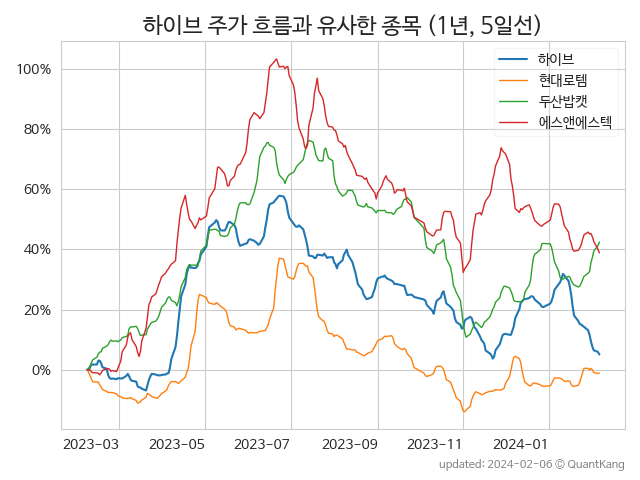 하이브 주가 흐름과 유사한 종목 (1년, 5일선)
하이브
현대로템
두산밥캣
에스앤에스텍
100%
80%
60%
40%
20%
0%
2023-03 2023-05 2023-07 2023-09 2023-11 2024-01
updated: 2024-02-06 © QuantKang